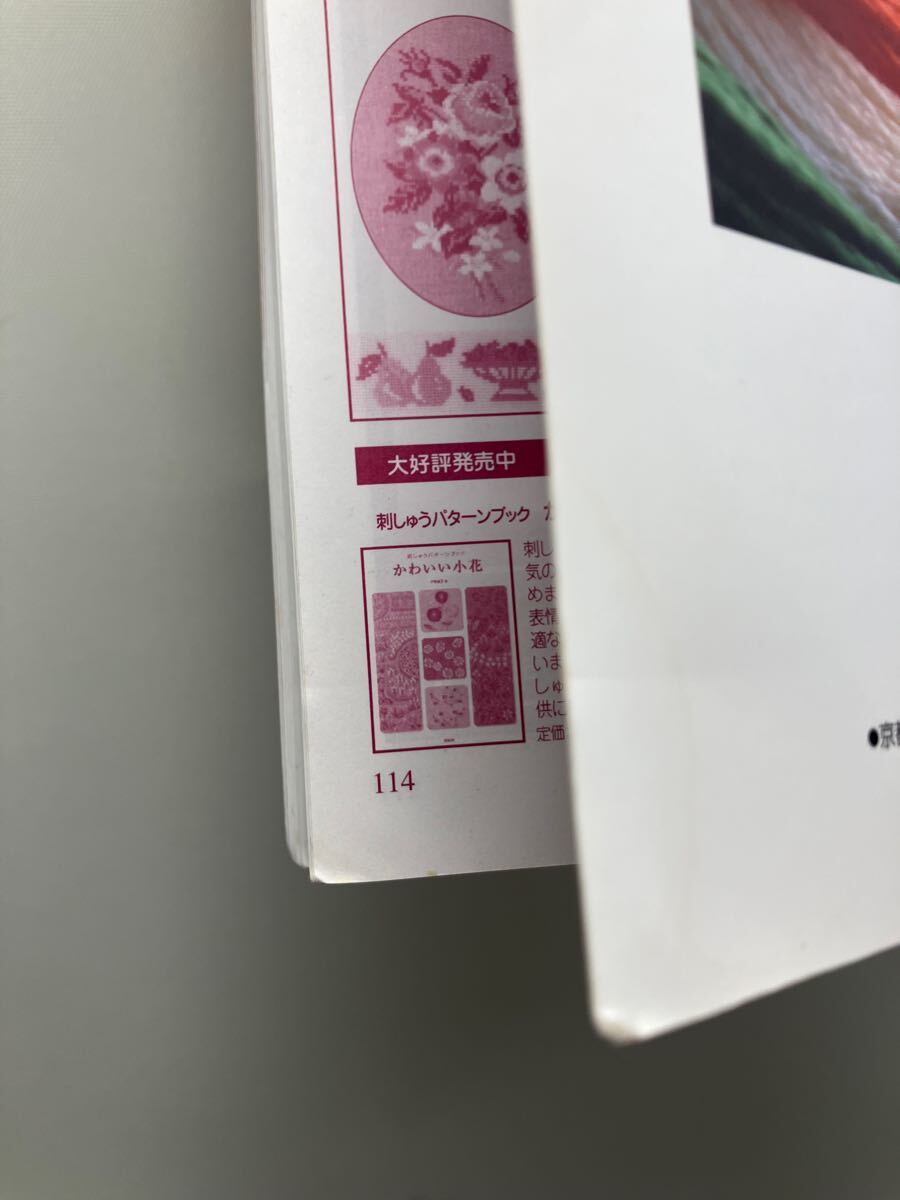 大好評発売中
刺しゅうパターンブック か
刺しゅうパターンブック
かわいい小花
刺し
気の
めま
表情
適な
いま
しゅ
供に
定価
114
●京都